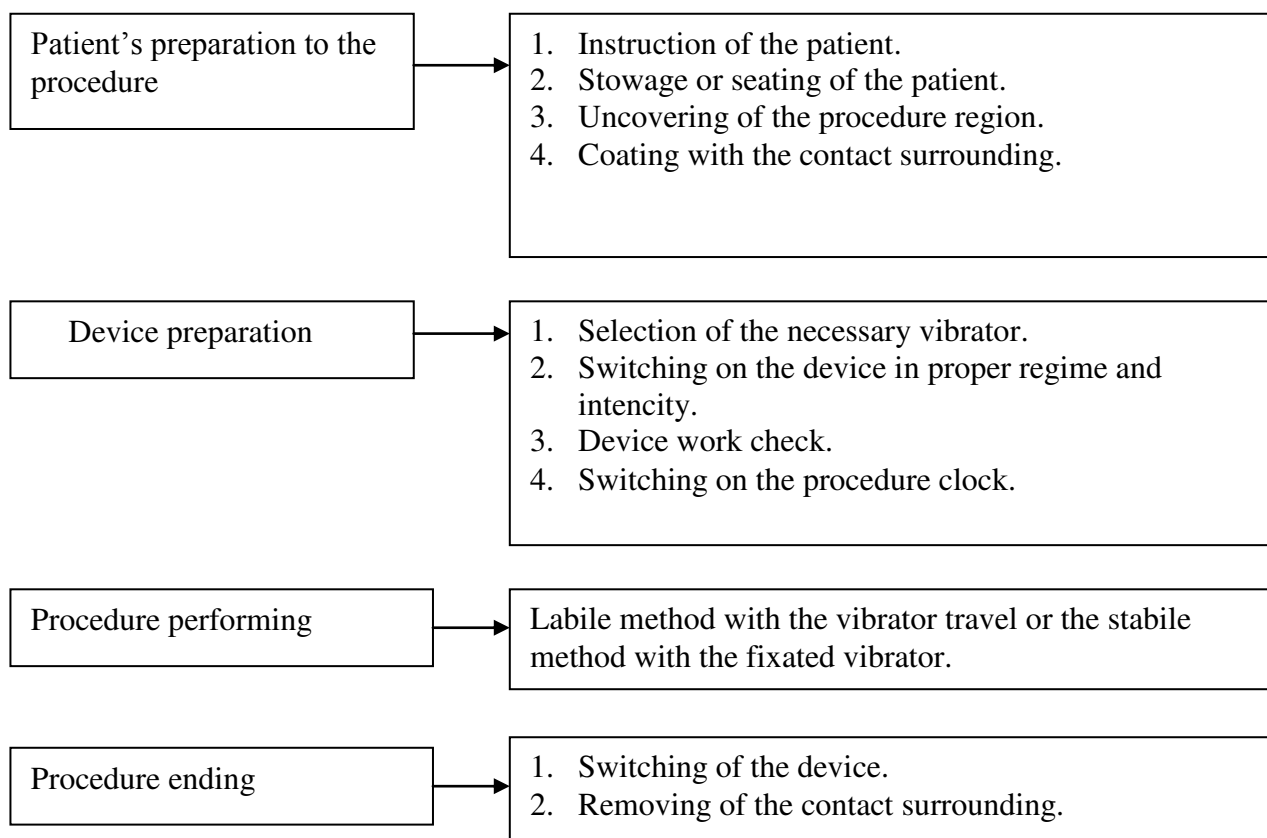 Patient’s preparation to the
procedure
1. Instruction of the patient.
2. Stowage or seating of the patient.
3. Uncovering of the procedure region.
4. Coating with the contact surrounding.
Device preparation
1. Selection of the necessary vibrator.
2. Switching on the device in proper regime and
intencity.
3. Device work check.
4. Switching on the procedure clock.
Procedure performing
Labile method with the vibrator travel or the stabile
method with the fixated vibrator.
Procedure ending
1. Switching of the device.
2. Removing of the contact surrounding.